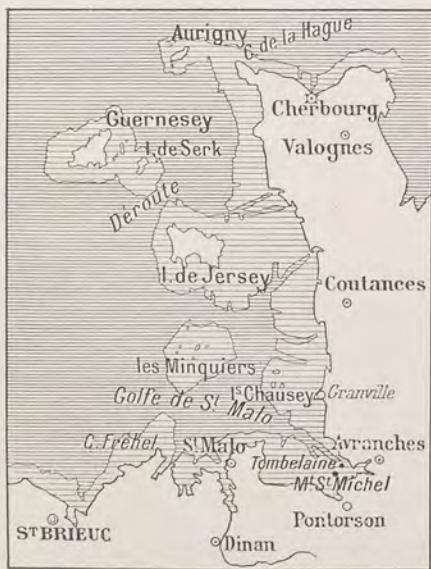 Aurigny
C. de la Hague
Cherbourg
Guernesey
Valognes
I. de Serk
Déroute
I. de Jersey
Coutances
les Minquiers
Is Chausey
Granville
Golfe de St Malo
C. Fréhel
St Malo
Avranches
Tombelaine
Mt St Michel
Pontorson
ST BRIEUC
Dinan